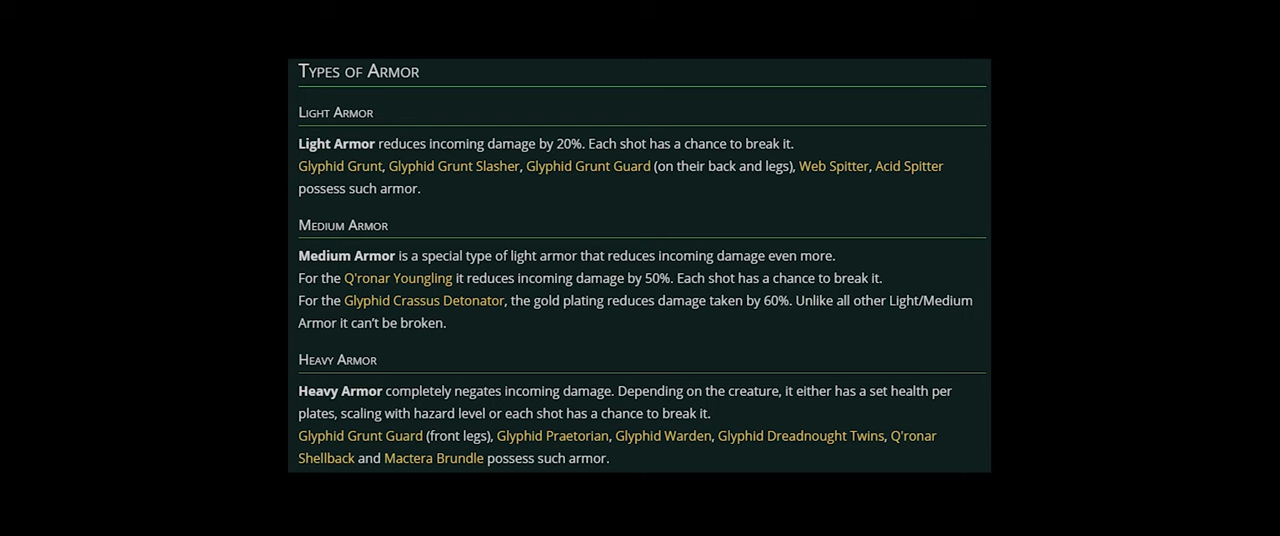 Types of Armor
Light Armor
Light Armor reduces incoming damage by 20%. Each shot has a chance to break it.
Glyphid Grunt, Glyphid Grunt Slasher, Glyphid Grunt Guard (on their back and legs), Web Spitter, Acid Spitter
possess such armor.
Medium Armor
Medium Armor is a special type of light armor that reduces incoming damage even more.
For the Q'ronar Youngling it reduces incoming damage by 50%. Each shot has a chance to break it.
For the Glyphid Crassus Detonator, the gold plating reduces damage taken by 60%. Unlike all other Light/Medium
Armor it can't be broken.
Heavy Armor
Heavy Armor completely negates incoming damage. Depending on the creature, it either has a set health per
plates, scaling with hazard level or each shot has a chance to break it.
Glyphid Grunt Guard (front legs), Glyphid Praetorian, Glyphid Warden, Glyphid Dreadnought Twins, Q'ronar
Shellback and Mactera Brundle possess such armor.